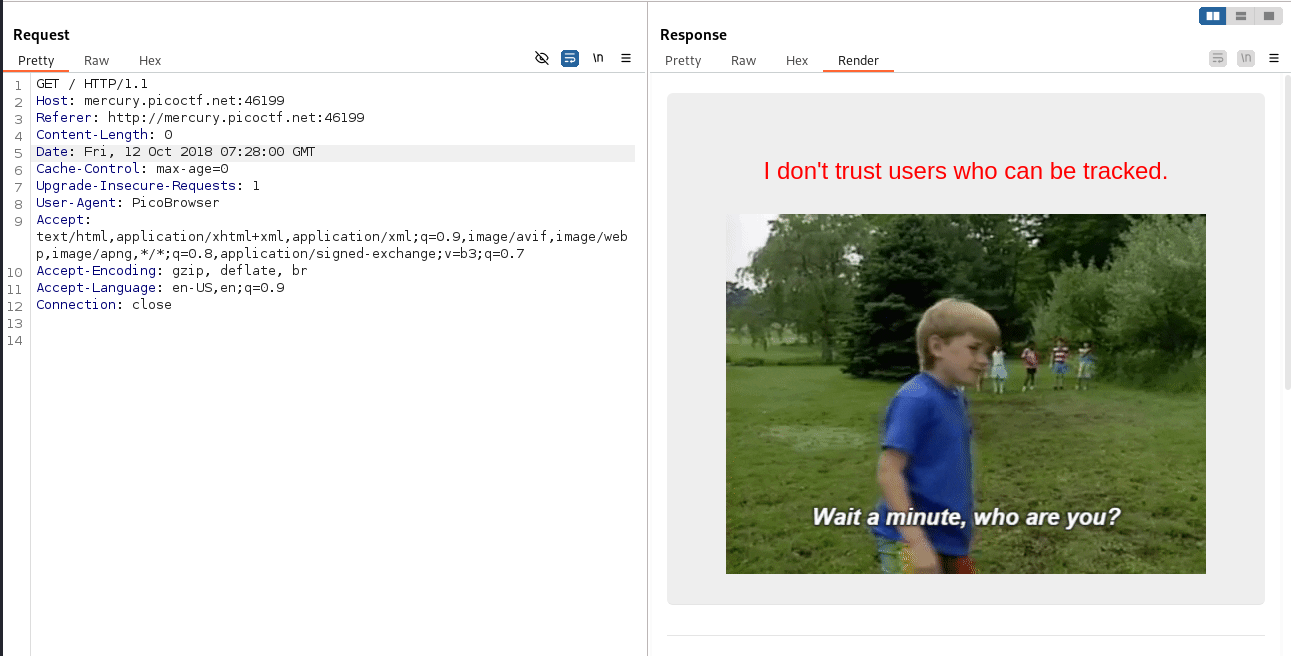 Request
Pretty Raw Hex \n
1 GET / HTTP/1.1
2 Host: mercury.picoctf.net:46199
3 Referer: http://mercury.picoctf.net:46199
4 Content-Length: 0
5 Date: Fri, 12 Oct 2018 07:28:00 GMT
6 Cache-Control: max-age=0
7 Upgrade-Insecure-Requests: 1
8 User-Agent: PicoBrowser
9 Accept:
text/html,application/xhtml+xml,application/xml;q=0.9,image/avif,image/web
p,image/apng,*/*;q=0.8,application/signed-exchange;v=b3;q=0.7
10 Accept-Encoding: gzip, deflate, br
11 Accept-Language: en-US,en;q=0.9
12 Connection: close
13
14
Response
Pretty Raw Hex Render \n
I don't trust users who can be tracked.
Wait a minute, who are you?